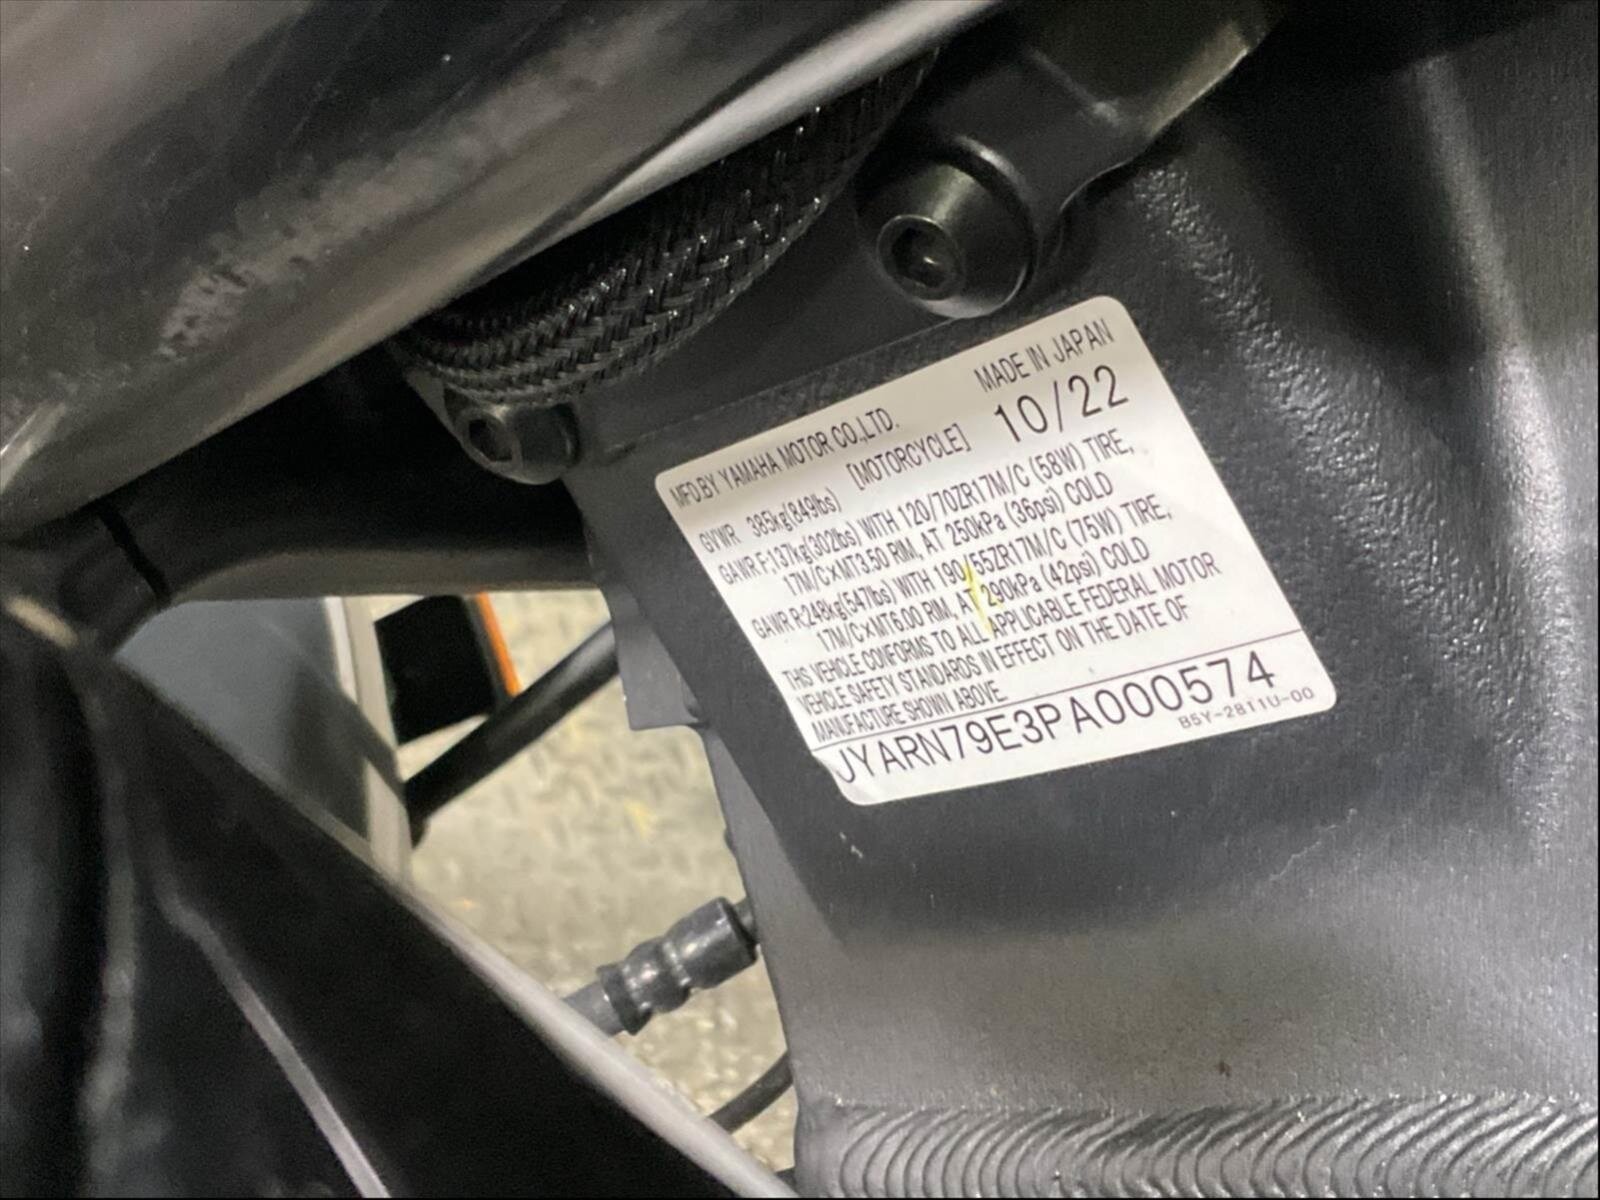 MFD.BY YAMAHA MOTOR CO.,LTD. MADE IN JAPAN
[MOTORCYCLE] 10/22
GVWR 385kg(849lbs)
GAWR F:137kg(302lbs) WITH 120/70ZR17M/C (58W) TIRE,
17M/C×MT3.50 RIM, AT 250kPa (36psi) COLD
GAWR R:248kg(547lbs) WITH 190/55ZR17M/C (75W) TIRE,
17M/C×MT6.00 RIM, AT 290kPa (42psi) COLD
THIS VEHICLE CONFORMS TO ALL APPLICABLE FEDERAL MOTOR
VEHICLE SAFETY STANDARDS IN EFFECT ON THE DATE OF
MANUFACTURE SHOWN ABOVE.
JYARN79E3PA000574
B5Y-2811U-00